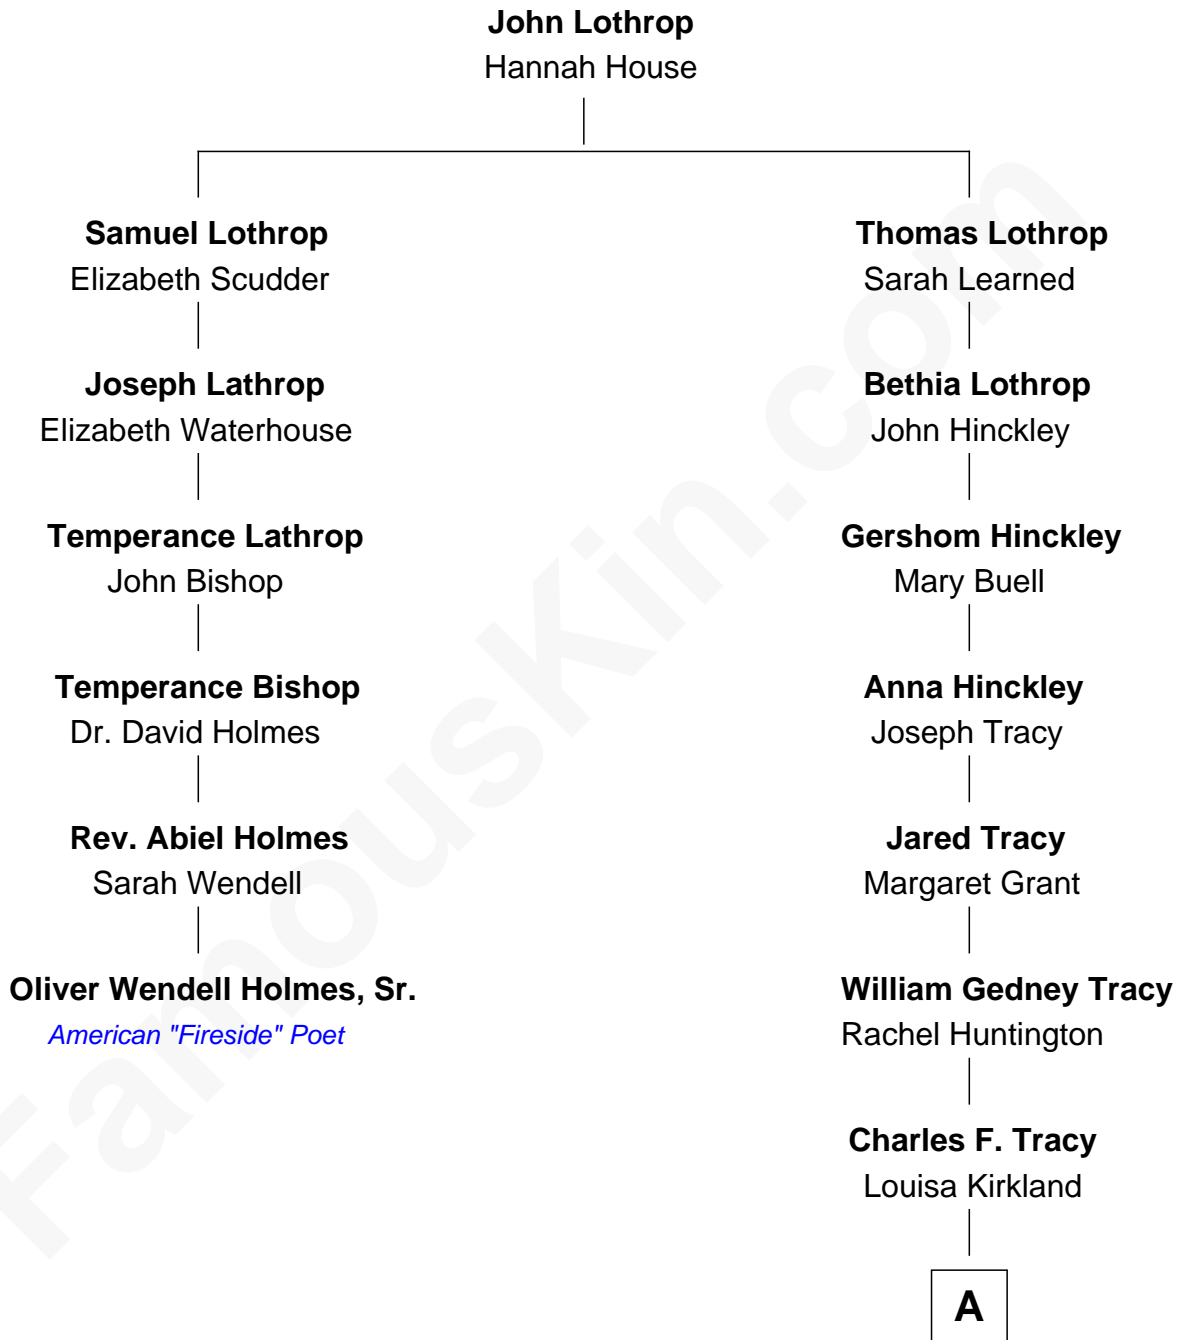 John Lothrop
Hannah House
Samuel Lothrop
Elizabeth Scudder
Joseph Lathrop
Elizabeth Waterhouse
Temperance Lathrop
John Bishop
Temperance Bishop
Dr. David Holmes
Rev. Abiel Holmes
Sarah Wendell
Oliver Wendell Holmes, Sr.
American "Fireside" Poet
Thomas Lothrop
Sarah Learned
Bethia Lothrop
John Hinckley
Gershom Hinckley
Mary Buell
Anna Hinckley
Joseph Tracy
Jared Tracy
Margaret Grant
William Gedney Tracy
Rachel Huntington
Charles F. Tracy
Louisa Kirkland
A
FamousKin.com